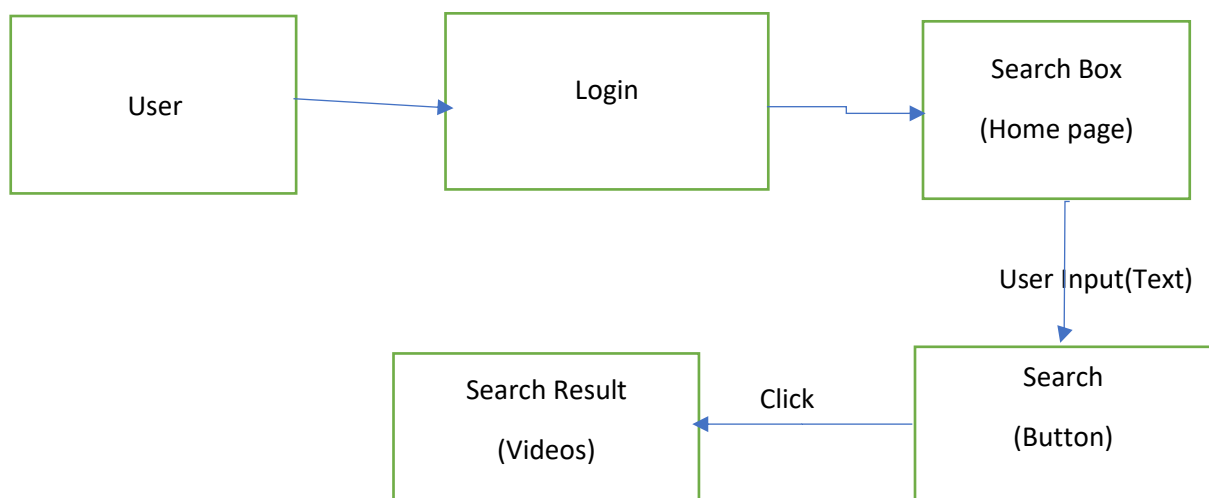 User
Login
Search Box
(Home page)
User Input(Text)
Search
(Button)
Click
Search Result
(Videos)